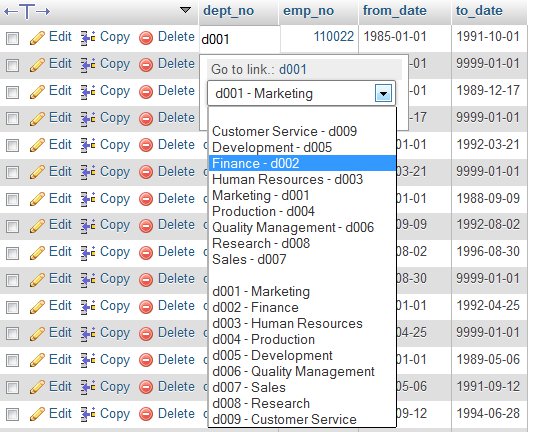 dept_no emp_no from_date to_date
Edit Copy Delete d001 110022 1985-01-01 1991-10-01
Edit Copy Delete -01 9999-01-01
Edit Copy Delete -01 1989-12-17
Edit Copy Delete -17 9999-01-01
Edit Copy Delete 01-01 1992-03-21
Edit Copy Delete 03-21 9999-01-01
Edit Copy Delete 01-01 1988-09-09
Edit Copy Delete 09-09 1992-08-02
Edit Copy Delete 08-02 1996-08-30
Edit Copy Delete 08-30 9999-01-01
Edit Copy Delete 01-01 1992-04-25
Edit Copy Delete 04-25 9999-01-01
Edit Copy Delete 01-01 1989-05-06
Edit Copy Delete 05-06 1991-09-12
Edit Copy Delete 09-12 1994-06-28
Go to link.: d001
d001 - Marketing
Customer Service - d009
Development - d005
Finance - d002
Human Resources - d003
Marketing - d001
Production - d004
Quality Management - d006
Research - d008
Sales - d007
d001 - Marketing
d002 - Finance
d003 - Human Resources
d004 - Production
d005 - Development
d006 - Quality Management
d007 - Sales
d008 - Research
d009 - Customer Service